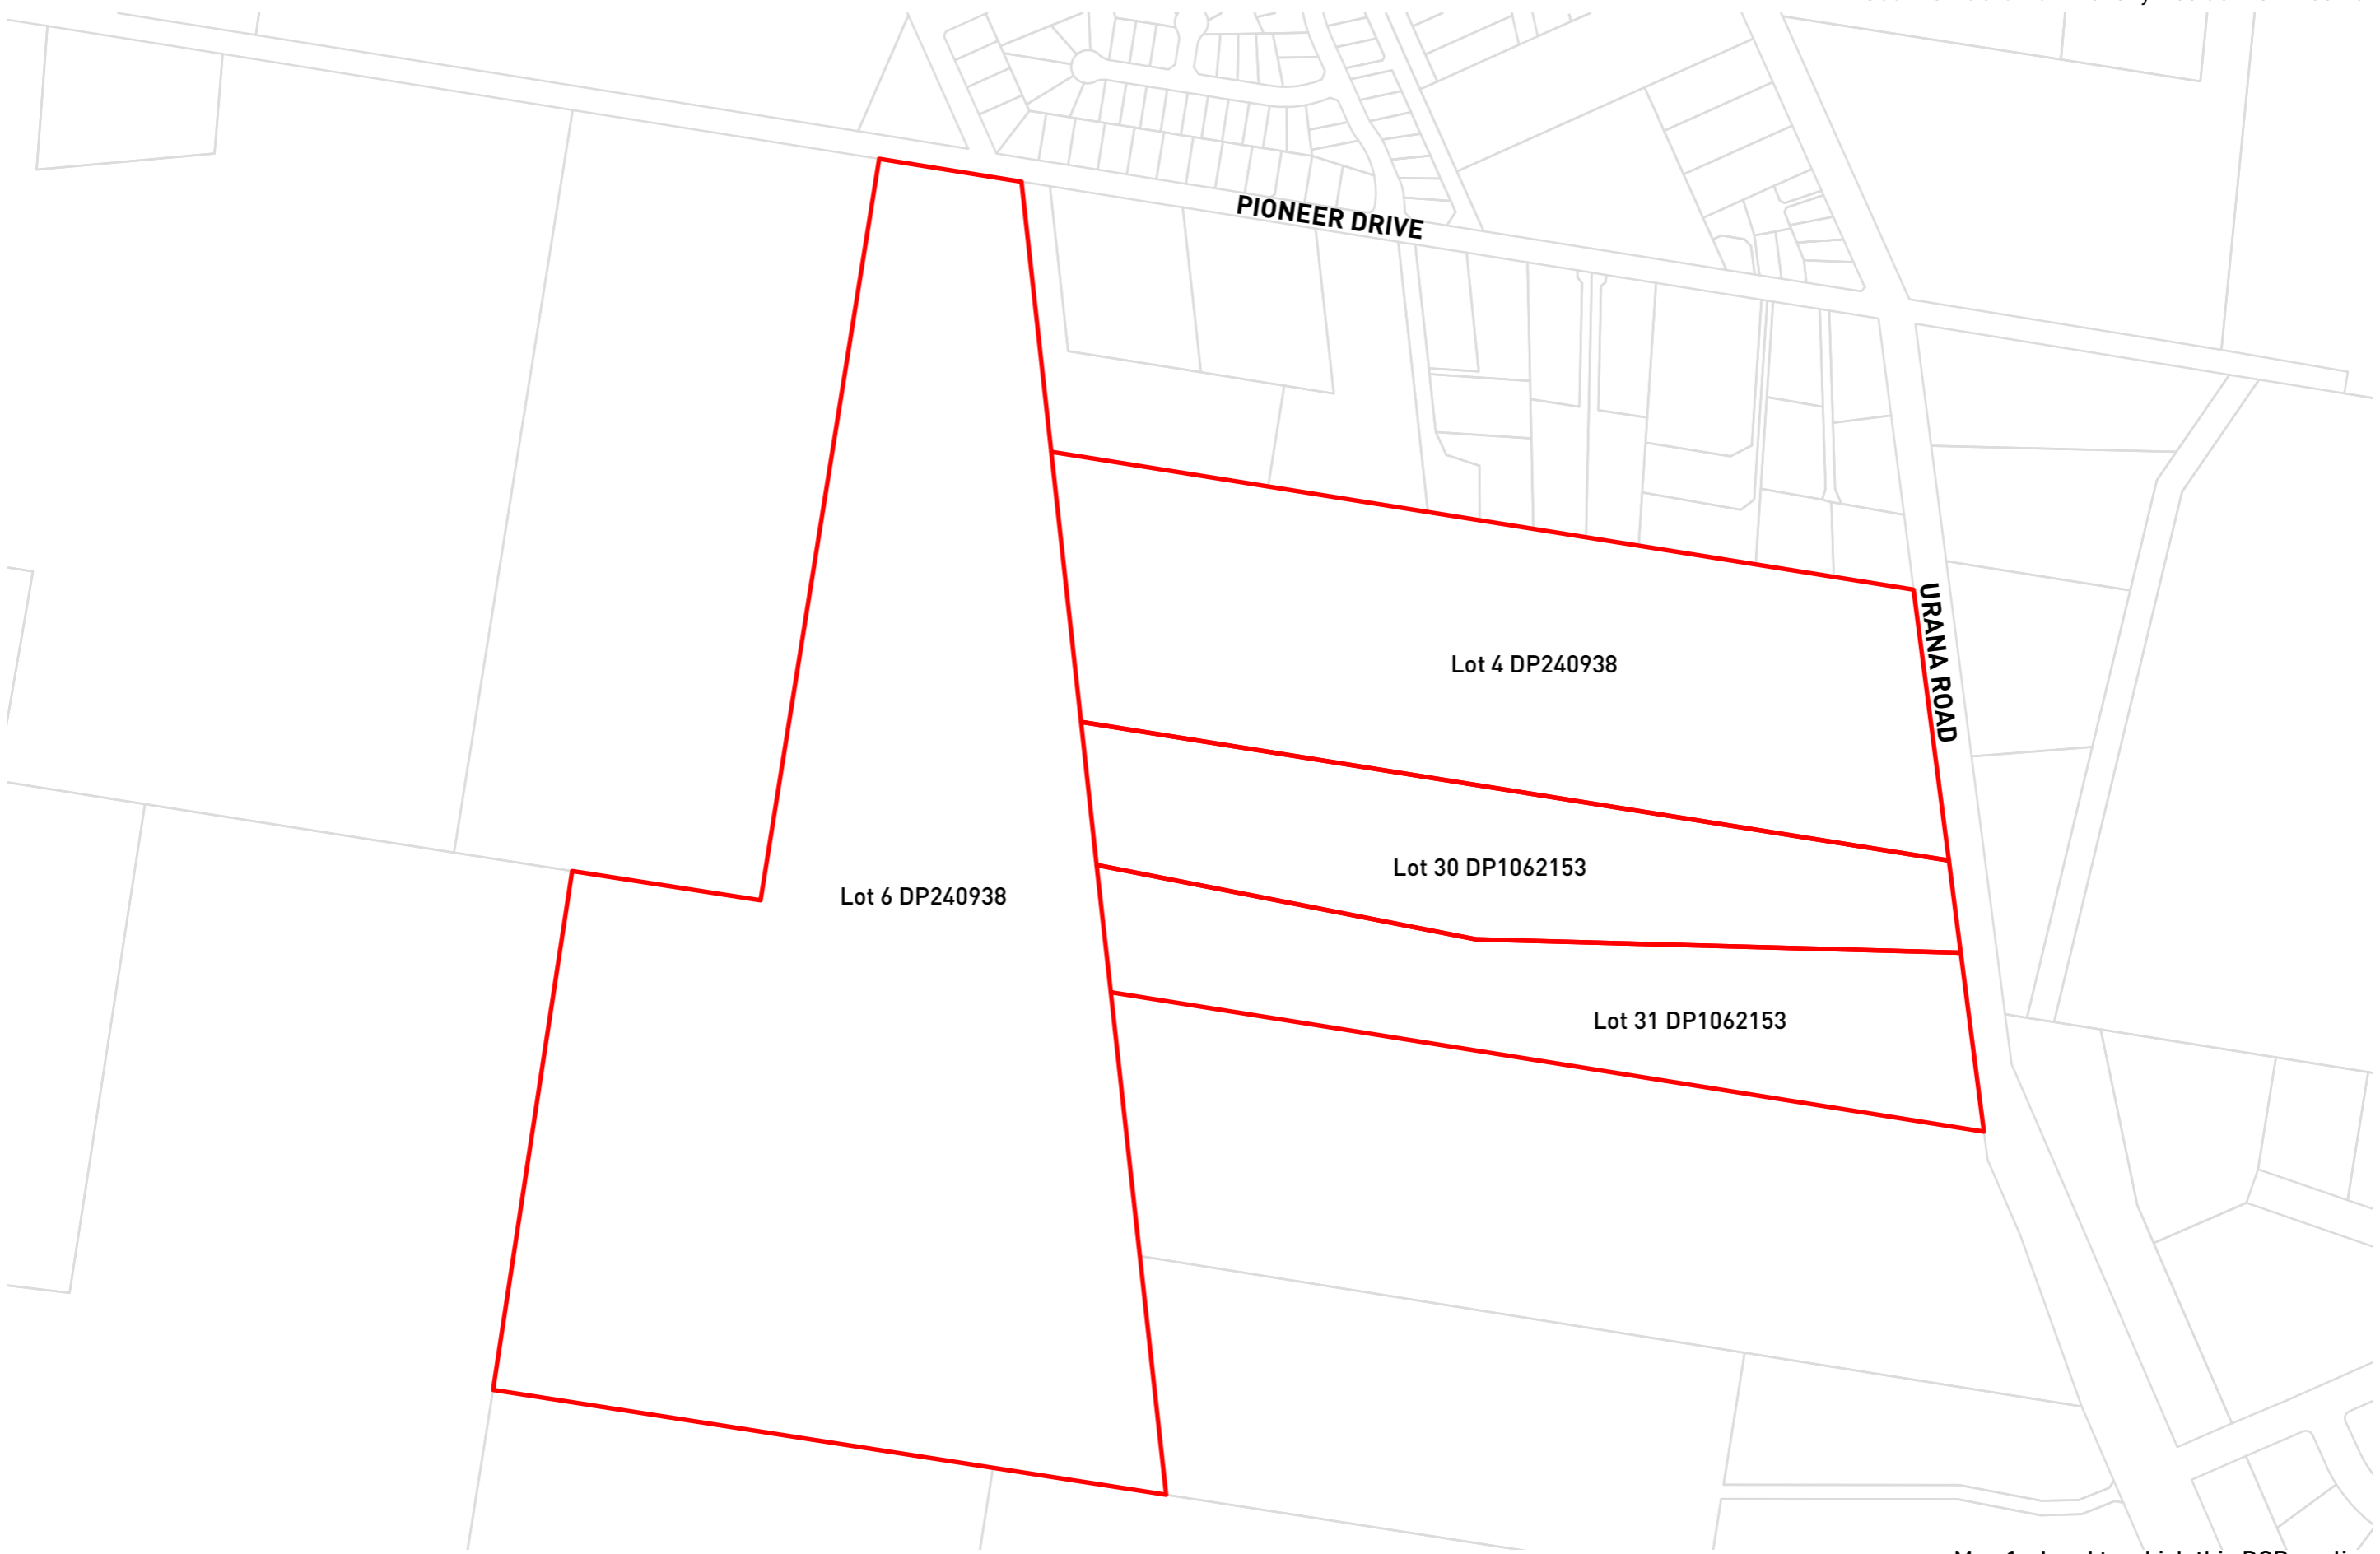 PIONEER DRIVE
URANA ROAD
Lot 4 DP240938
Lot 30 DP1062153
Lot 6 DP240938
Lot 31 DP1062153